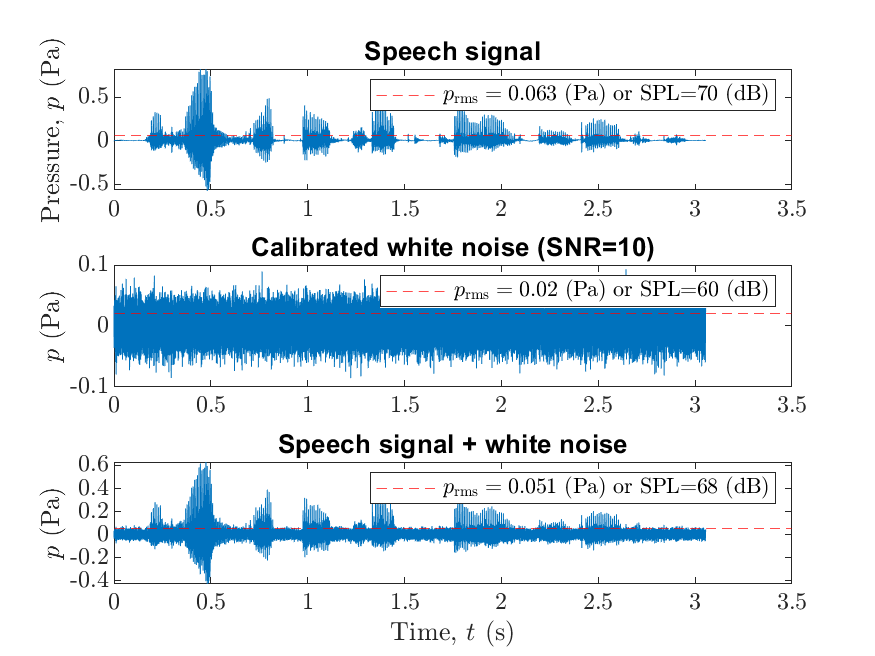 Speech signal
Pressure, p (Pa)
0.5
0
-0.5
p_rms = 0.063 (Pa) or SPL=70 (dB)
0 0.5 1 1.5 2 2.5 3 3.5
Calibrated white noise (SNR=10)
p (Pa)
0.1
0
-0.1
p_rms = 0.02 (Pa) or SPL=60 (dB)
0 0.5 1 1.5 2 2.5 3 3.5
Speech signal + white noise
p (Pa)
0.6
0.4
0.2
0
-0.2
-0.4
p_rms = 0.051 (Pa) or SPL=68 (dB)
0 0.5 1 1.5 2 2.5 3 3.5
Time, t (s)